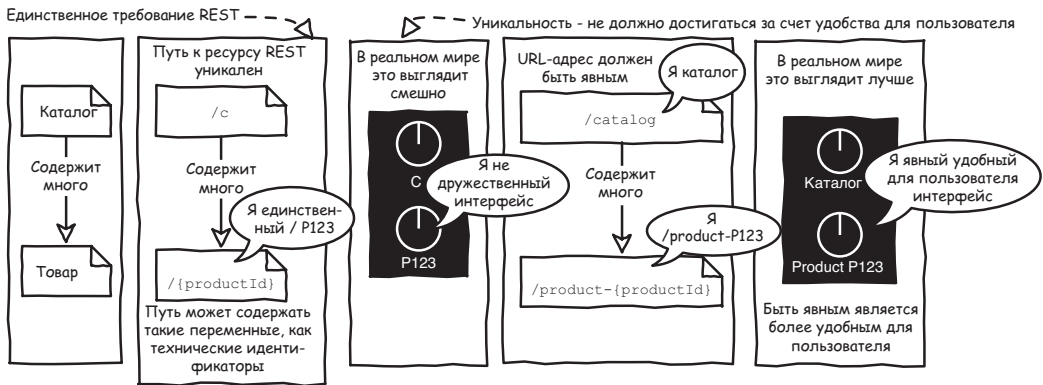 Единственное требование REST
Уникальность - не должно достигаться за счет удобства для пользователя
Каталог
Содержит
много
Товар
Путь к ресурсу REST
уникален
/c
Содержит
много
Я единствен-
ный / P123
/{productId}
Путь может содержать
такие переменные, как
технические иденти-
фикаторы
В реальном мире
это выглядит
смешно
C
Я не
дружественный
интерфейс
P123
URL-адрес должен
быть явным
Я каталог
/catalog
Содержит
много
Я
/product-P123
/product-{productId}
В реальном мире
это выглядит лучше
Каталог
Я явный удобный
для пользователя
интерфейс
Product P123
Быть явным является
более удобным для
пользователя